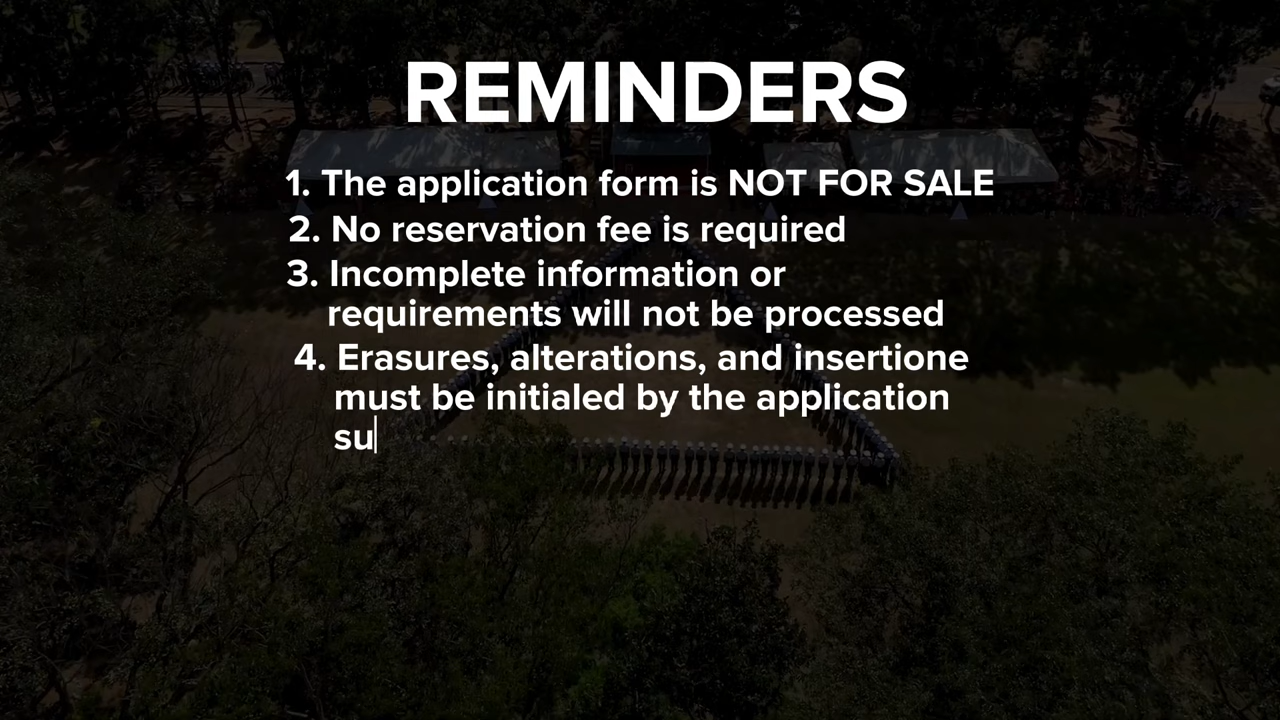 REMINDERS
1. The application form is NOT FOR SALE
2. No reservation fee is required
3. Incomplete information or
requirements will not be processed
4. Erasures, alterations, and insertione
must be initialed by the application
su